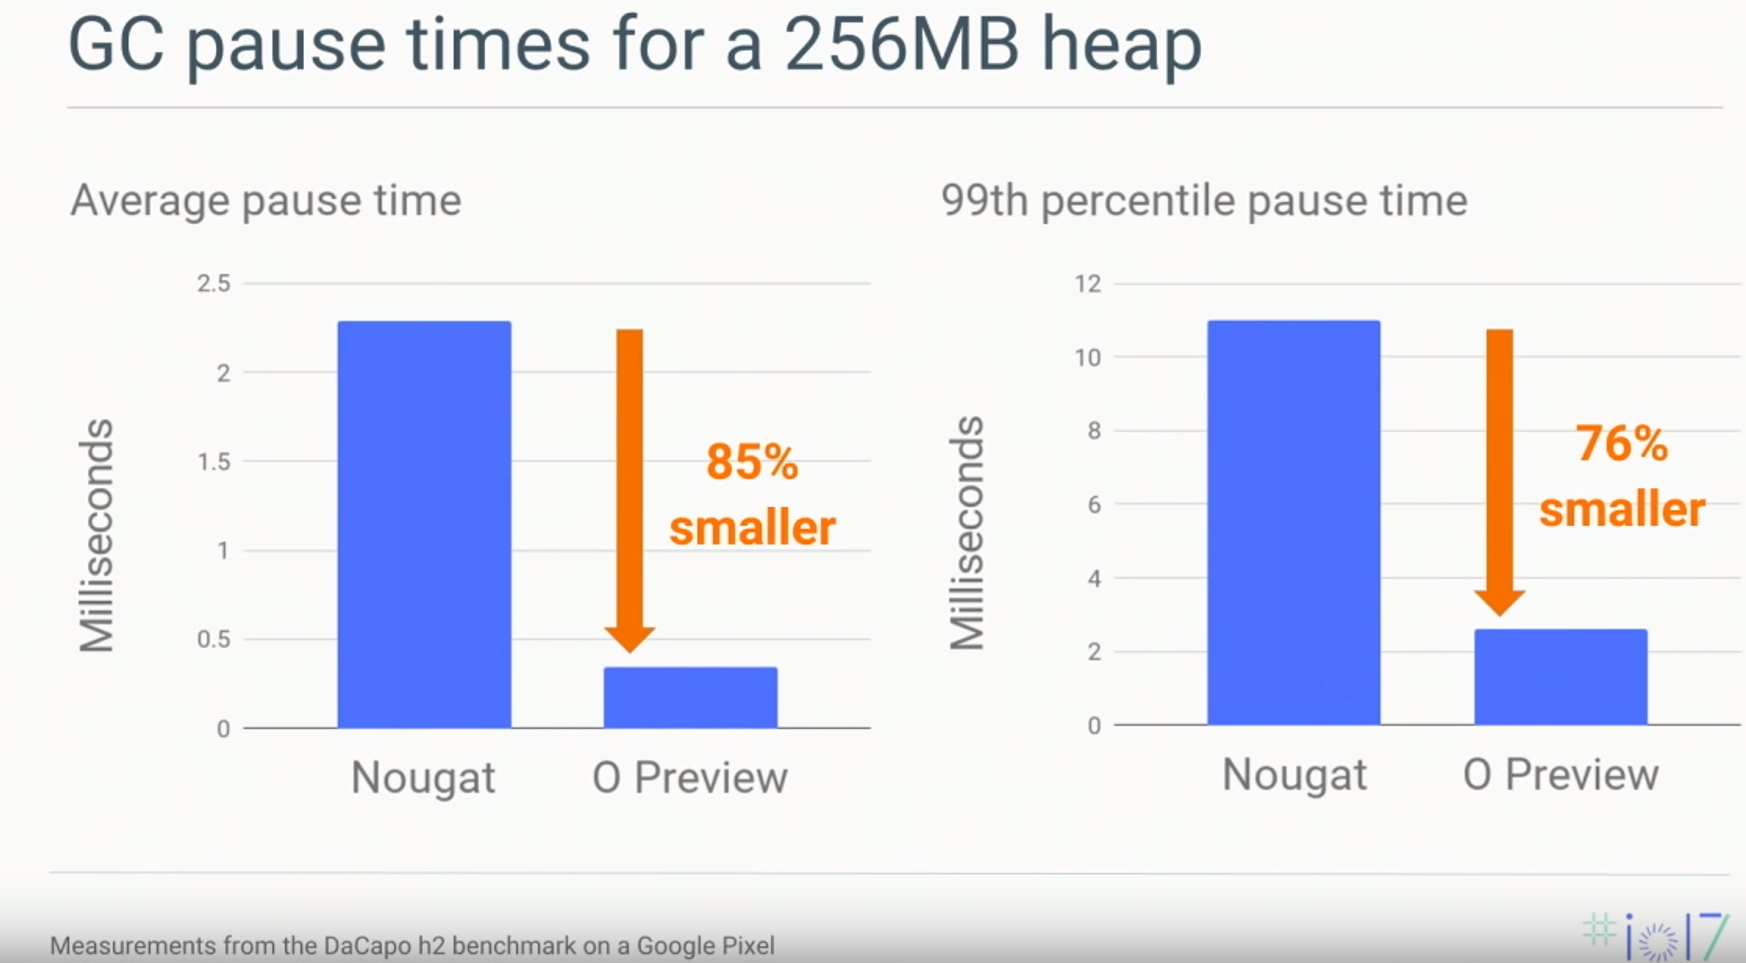 GC pause times for a 256MB heap
Average pause time
2.5
2
1.5
1
0.5
0
Milliseconds
85%
smaller
Nougat
O Preview
99th percentile pause time
12
10
8
6
4
2
0
Milliseconds
76%
smaller
Nougat
O Preview
Measurements from the DaCapo h2 benchmark on a Google Pixel
#io17